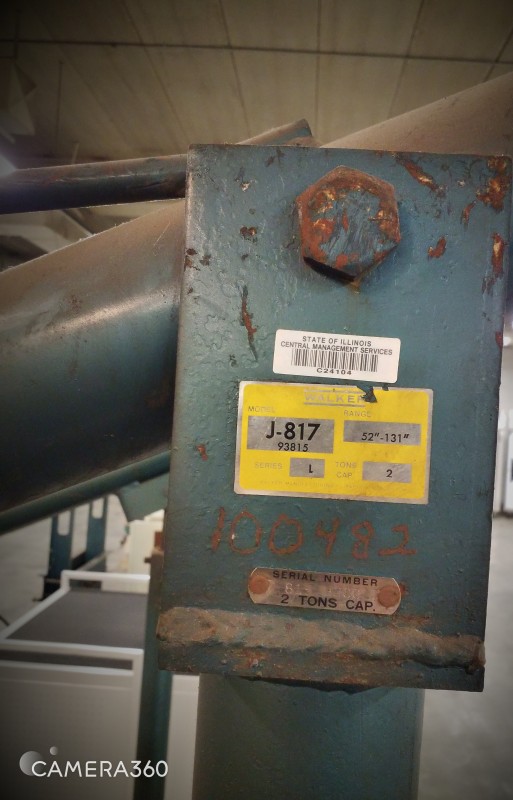 STATE OF ILLINOIS
CENTRAL MANAGEMENT SERVICES
C24104
WALKER
MODEL RANGE
J-817 52"-131"
93815
SERIES L TONS CAP. 2
100482
SERIAL NUMBER
2 TONS CAP.
CAMERA360